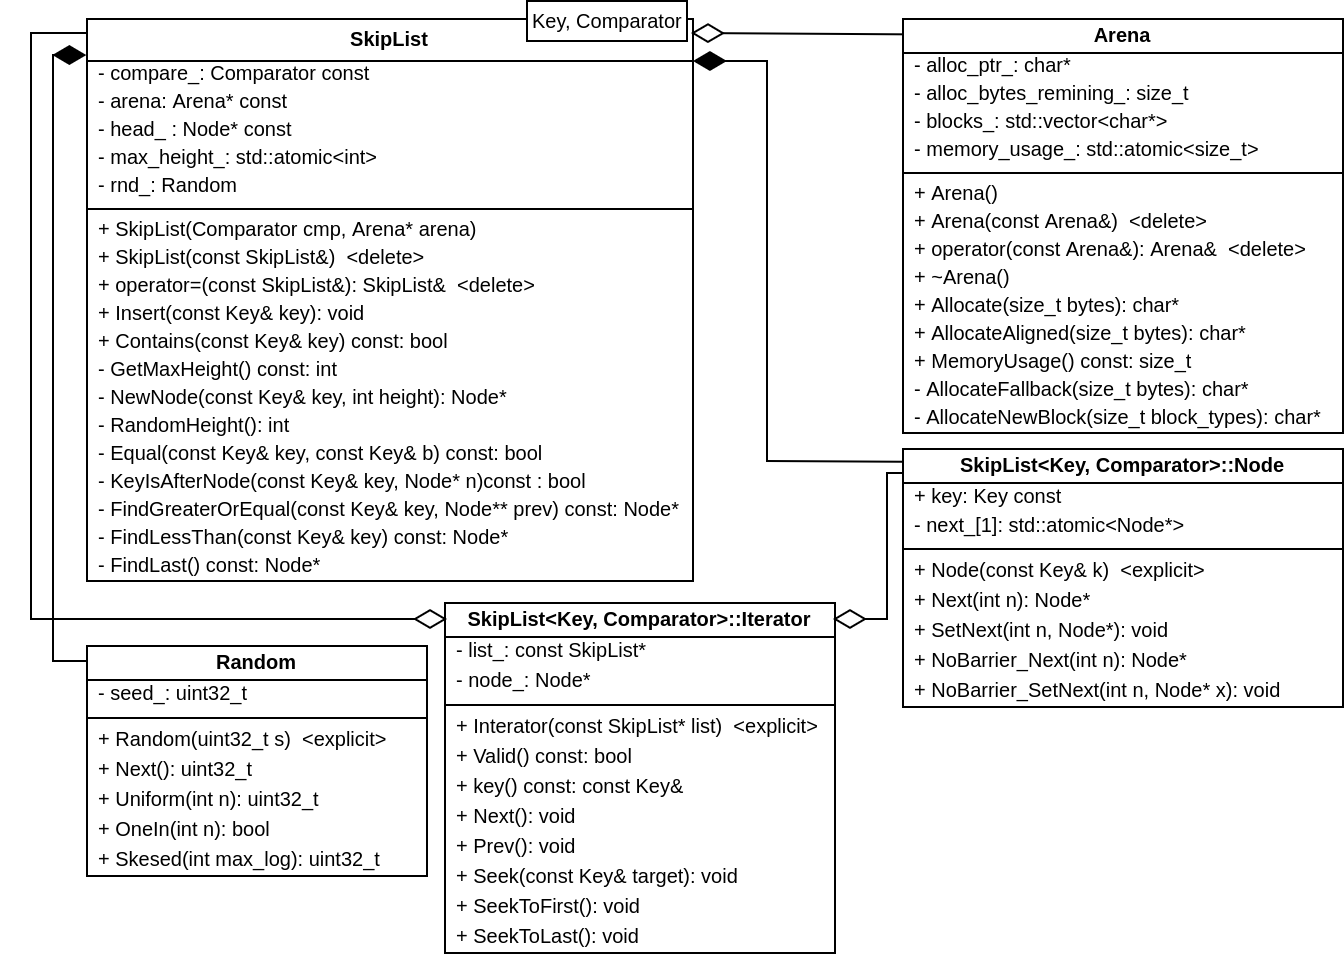 Key, Comparator
SkipList
- compare_: Comparator const
- arena: Arena* const
- head_ : Node* const
- max_height_: std::atomic<int>
- rnd_: Random
+ SkipList(Comparator cmp, Arena* arena)
+ SkipList(const SkipList&)  <delete>
+ operator=(const SkipList&): SkipList&  <delete>
+ Insert(const Key& key): void
+ Contains(const Key& key) const: bool
- GetMaxHeight() const: int
- NewNode(const Key& key, int height): Node*
- RandomHeight(): int
- Equal(const Key& key, const Key& b) const: bool
- KeyIsAfterNode(const Key& key, Node* n)const : bool
- FindGreaterOrEqual(const Key& key, Node** prev) const: Node*
- FindLessThan(const Key& key) const: Node*
- FindLast() const: Node*
Arena
- alloc_ptr_: char*
- alloc_bytes_remining_: size_t
- blocks_: std::vector<char*>
- memory_usage_: std::atomic<size_t>
+ Arena()
+ Arena(const Arena&)  <delete>
+ operator(const Arena&): Arena&  <delete>
+ ~Arena()
+ Allocate(size_t bytes): char*
+ AllocateAligned(size_t bytes): char*
+ MemoryUsage() const: size_t
- AllocateFallback(size_t bytes): char*
- AllocateNewBlock(size_t block_types): char*
SkipList<Key, Comparator>::Node
+ key: Key const
- next_[1]: std::atomic<Node*>
+ Node(const Key& k)  <explicit>
+ Next(int n): Node*
+ SetNext(int n, Node*): void
+ NoBarrier_Next(int n): Node*
+ NoBarrier_SetNext(int n, Node* x): void
SkipList<Key, Comparator>::Iterator
- list_: const SkipList*
- node_: Node*
+ Interator(const SkipList* list)  <explicit>
+ Valid() const: bool
+ key() const: const Key&
+ Next(): void
+ Prev(): void
+ Seek(const Key& target): void
+ SeekToFirst(): void
+ SeekToLast(): void
Random
- seed_: uint32_t
+ Random(uint32_t s)  <explicit>
+ Next(): uint32_t
+ Uniform(int n): uint32_t
+ OneIn(int n): bool
+ Skesed(int max_log): uint32_t